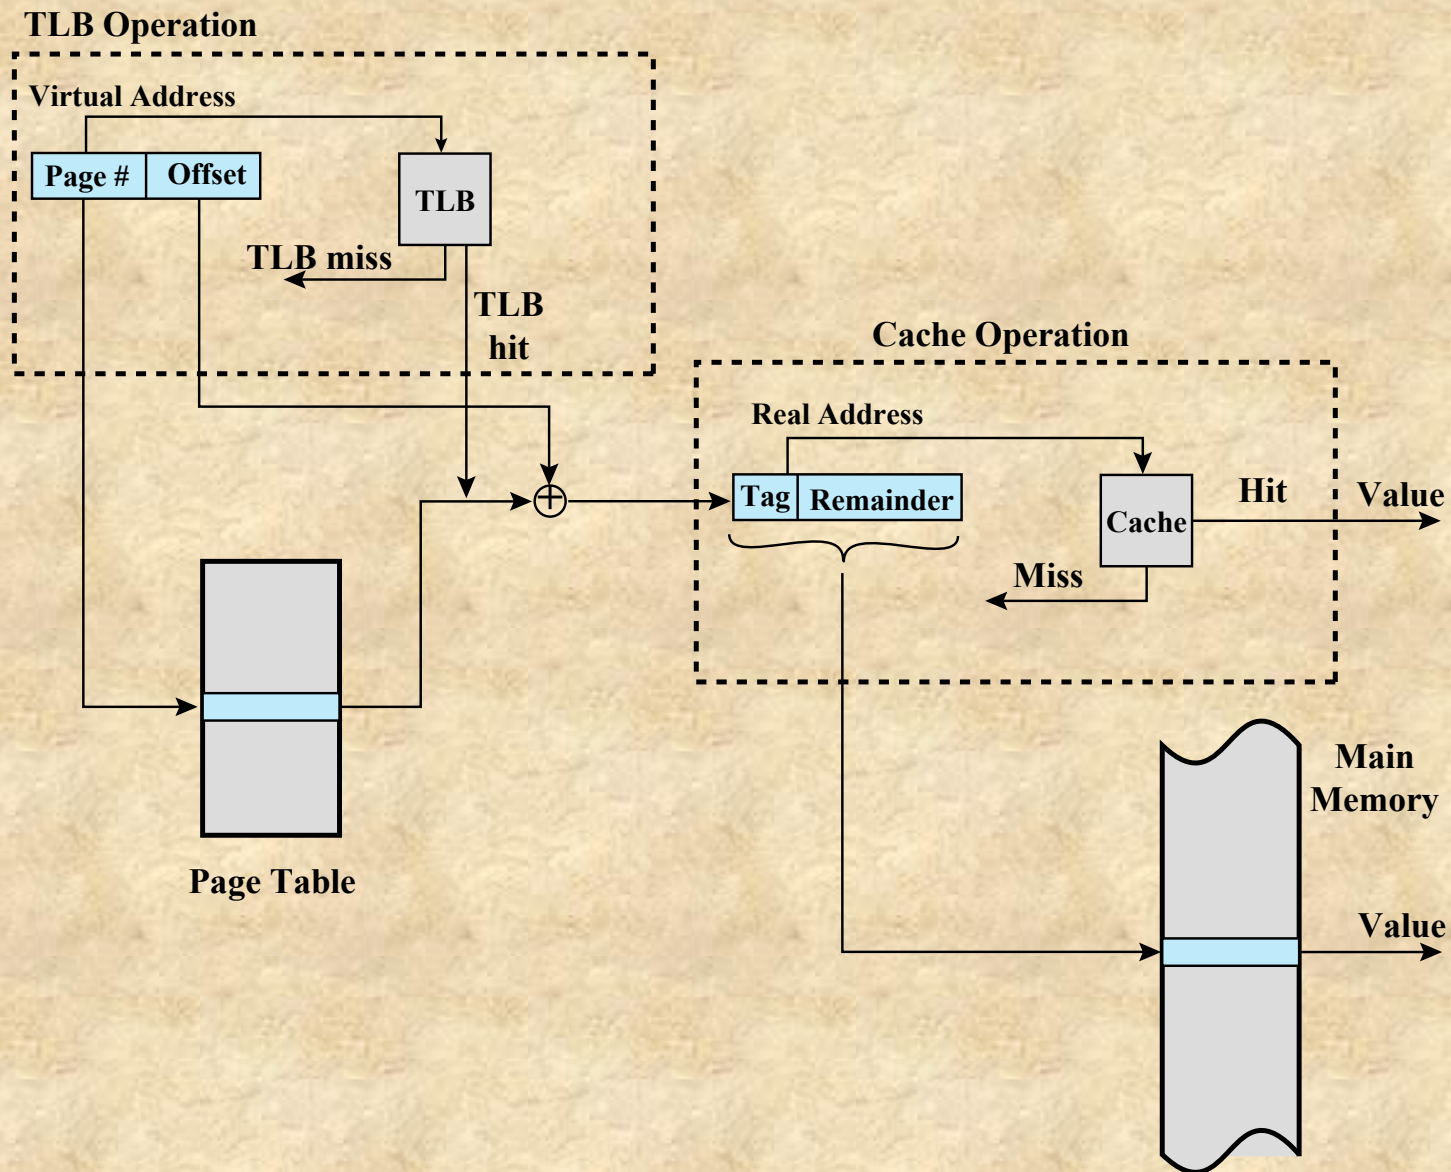 TLB Operation
Virtual Address
Page #
Offset
TLB
TLB miss
TLB
hit
Cache Operation
Real Address
Tag
Remainder
Cache
Hit
Value
Miss
Page Table
Main
Memory
Value